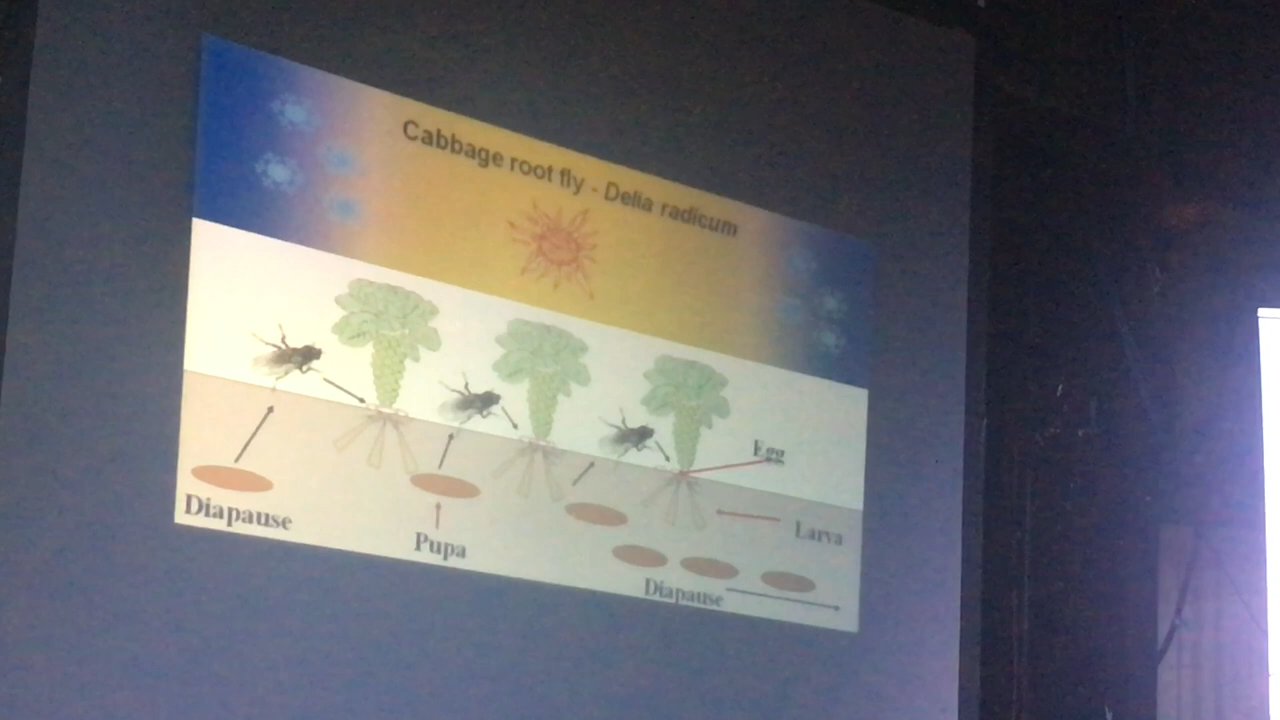 Cabbage root fly - Delia radicum
Egg
Larva
Diapause
Pupa
Diapause